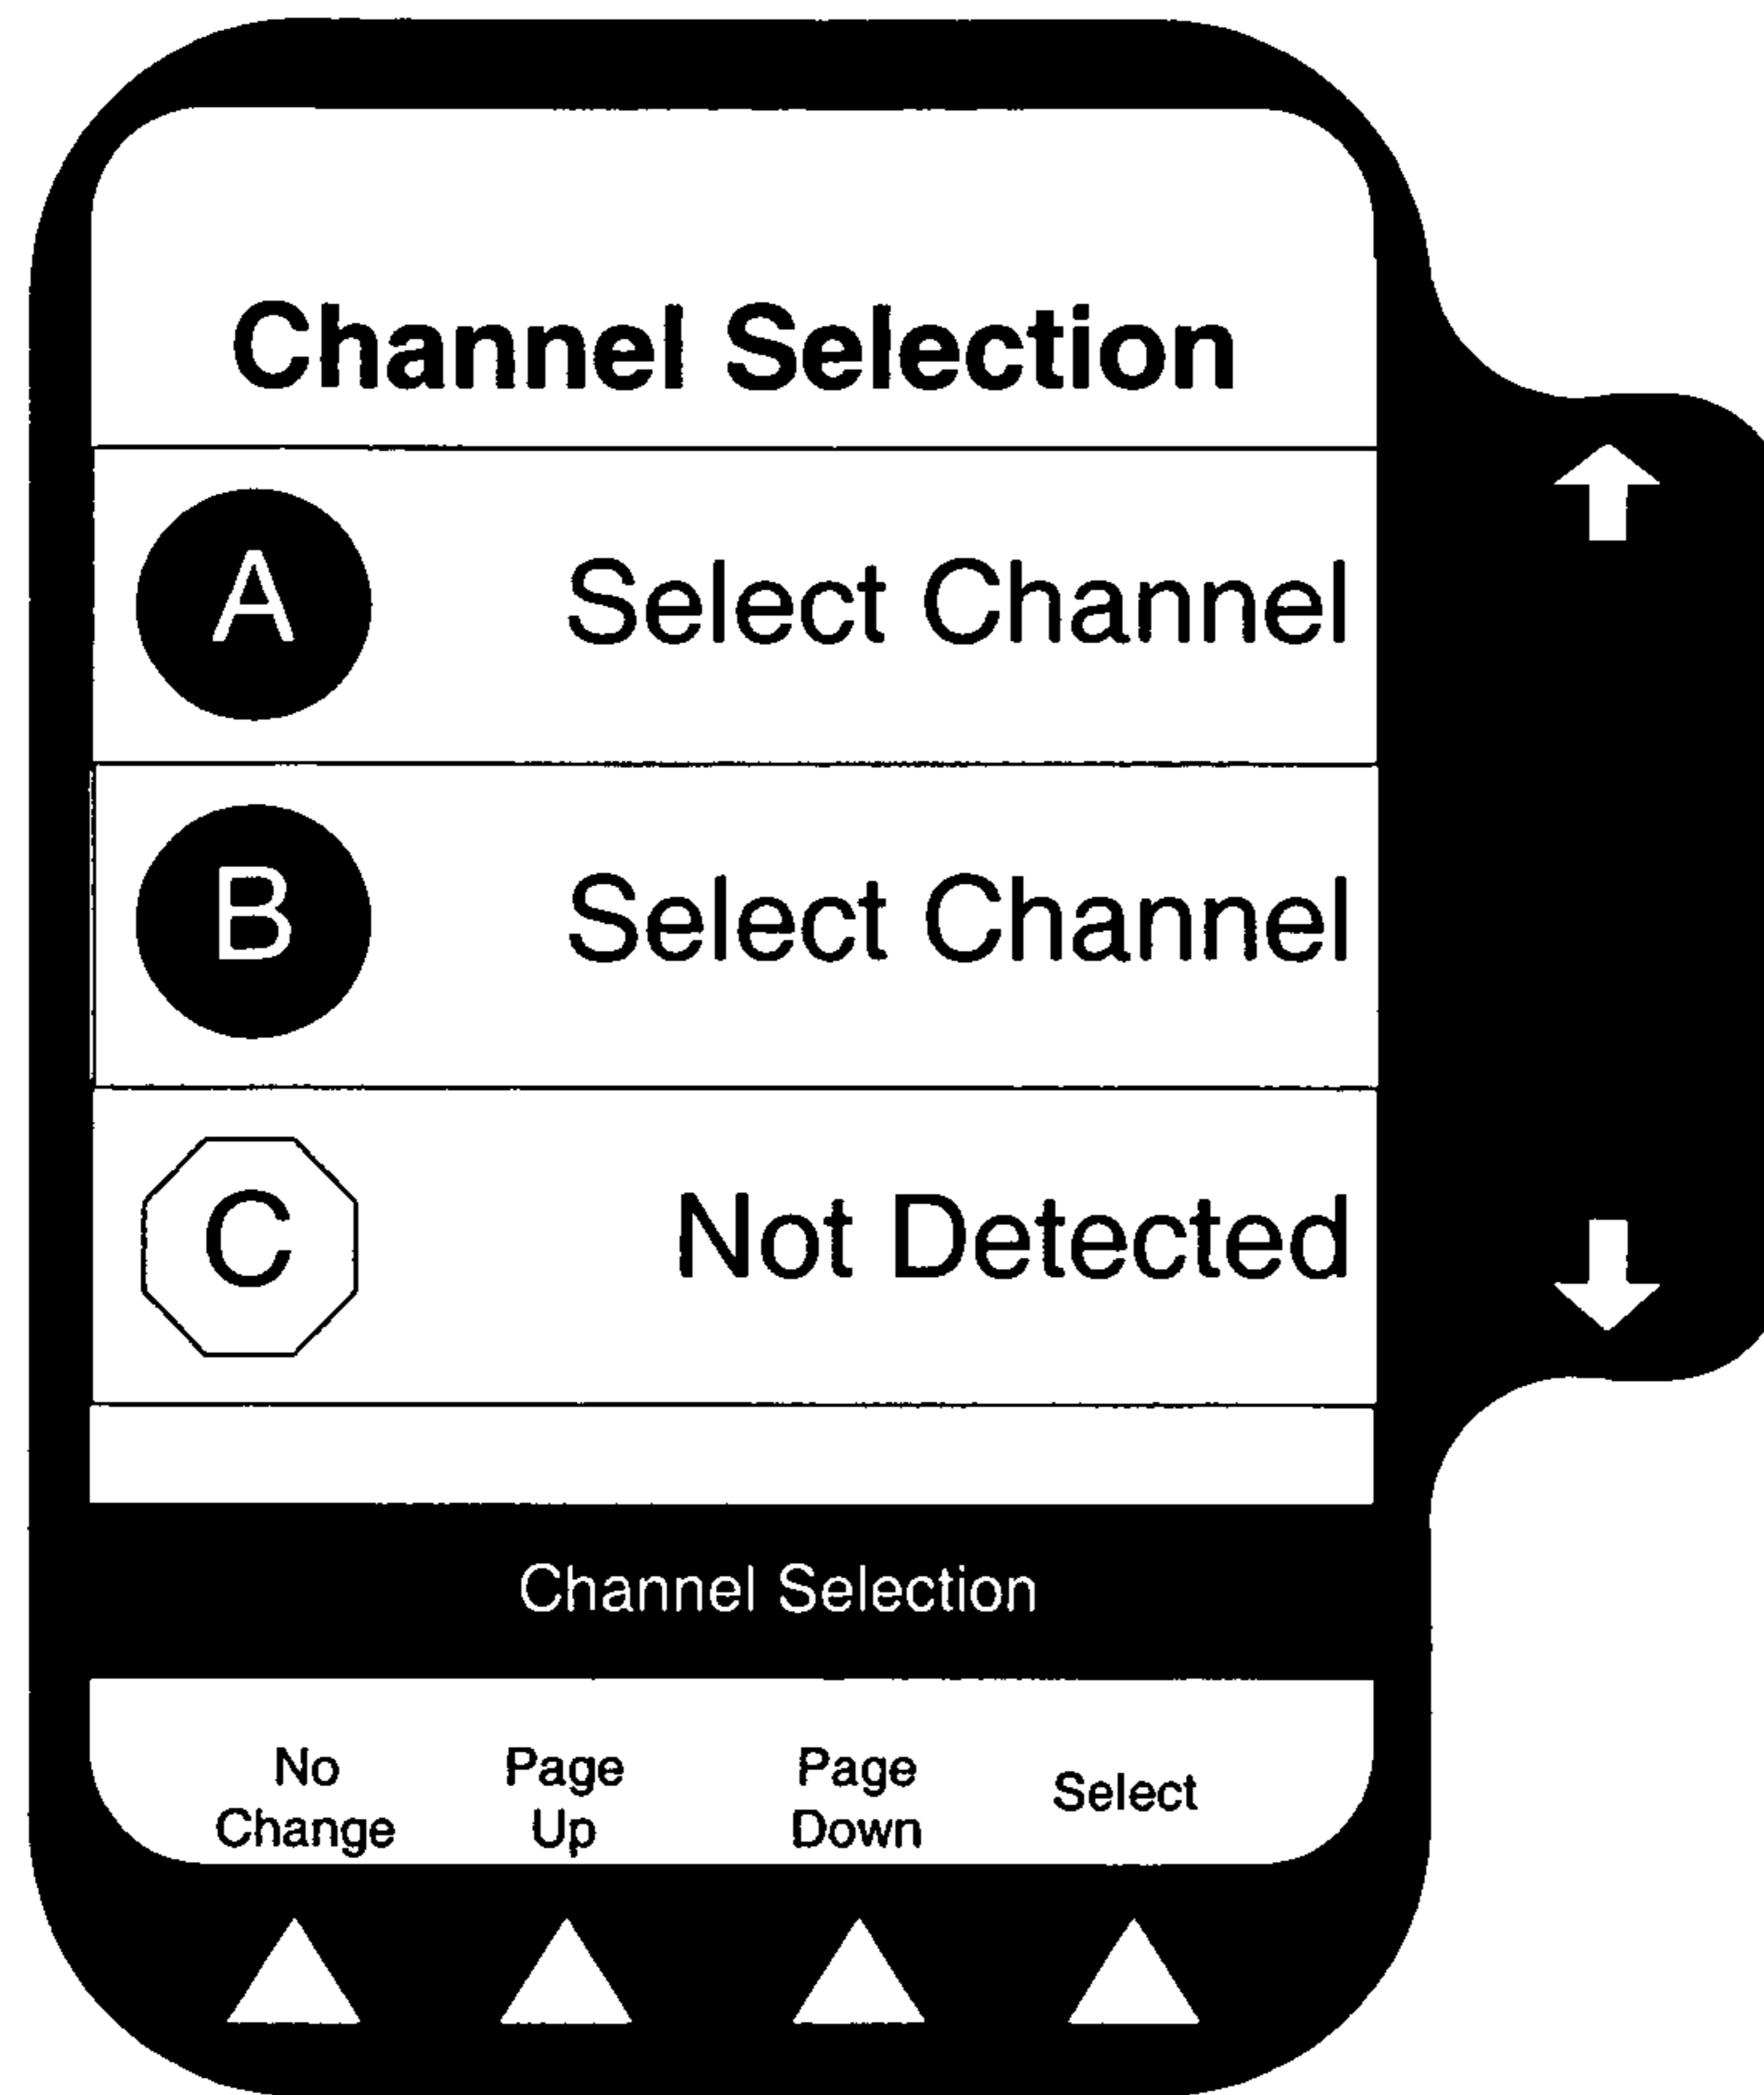 Channel Selection
A Select Channel
B Select Channel
C Not Detected
Channel Selection
No Page Page Select
Change Up Down